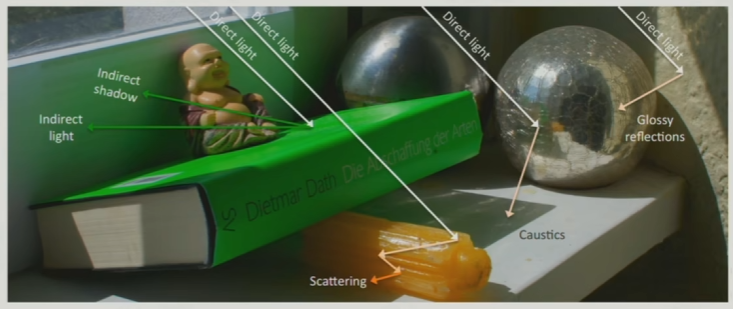 Direct light
Direct light
Direct light
Direct light
Indirect
shadow
Indirect
light
Glossy
reflections
Dietmar Dath Die Abschaffung der Arten
Caustics
Scattering